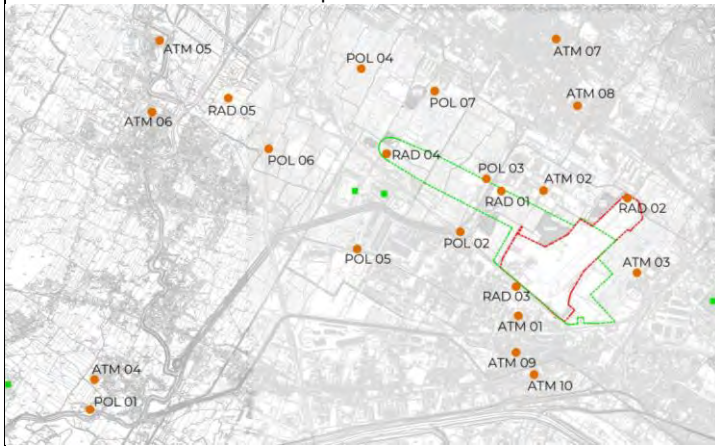 ATM 05
ATM 07
POL 04
POL 07
ATM 08
RAD 05
ATM 06
POL 06
RAD 04
POL 03
RAD 01
ATM 02
RAD 02
POL 02
POL 05
ATM 03
RAD 03
ATM 01
ATM 09
ATM 10
ATM 04
POL 01